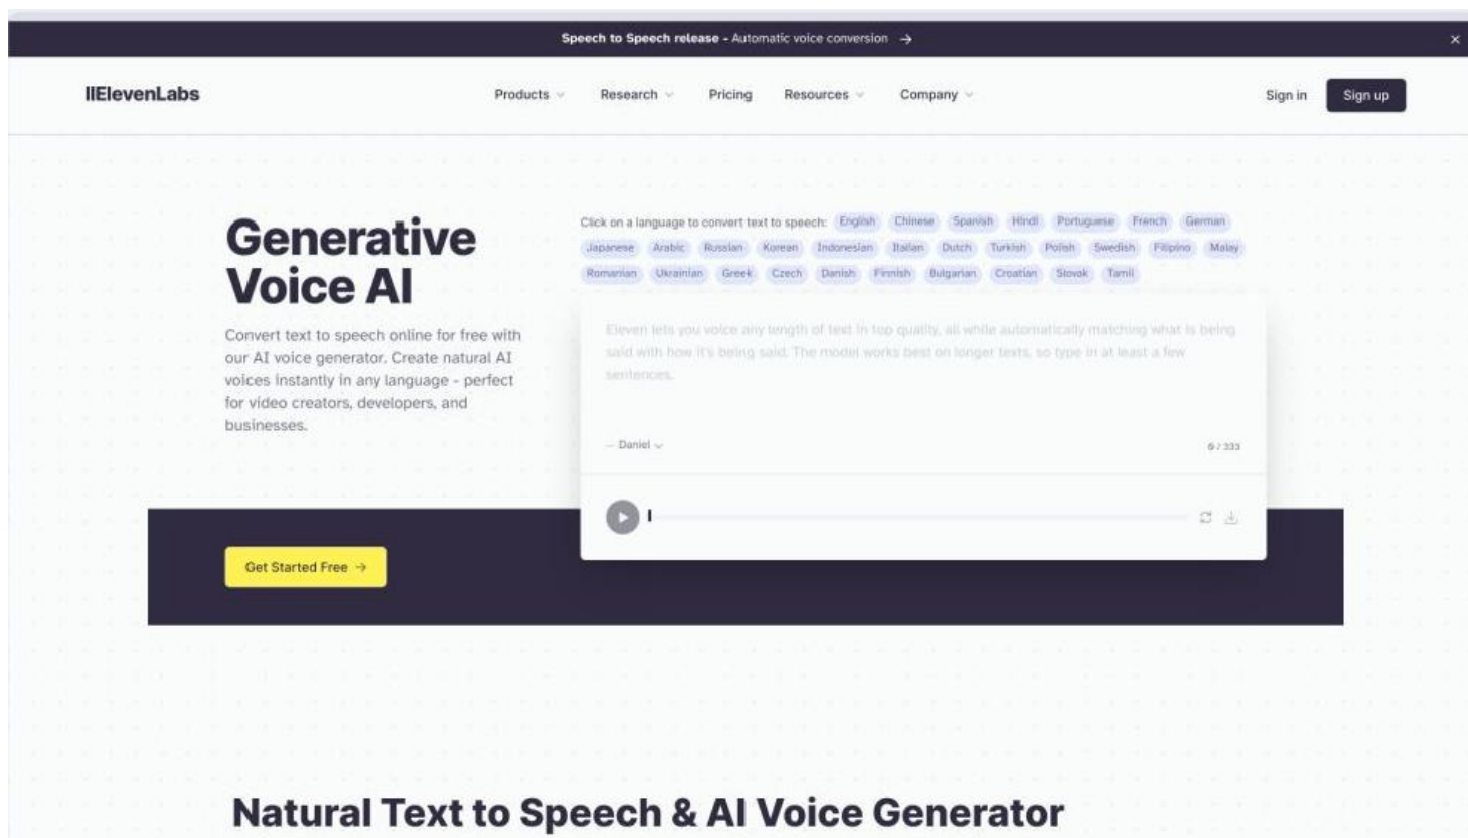 Speech to Speech release - Automatic voice conversion →
IIElevenLabs
Products
Research
Pricing
Resources
Company
Sign in
Sign up
Generative
Voice AI
Convert text to speech online for free with
our AI voice generator. Create natural AI
voices instantly in any language - perfect
for video creators, developers, and
businesses.
Get Started Free →
Click on a language to convert text to speech: English Chinese Spanish Hindi Portuguese French German
Japanese Arabic Russian Korean Indonesian Italian Dutch Turkish Polish Swedish Filipino Malay
Romanian Ukrainian Greek Czech Danish Finnish Bulgarian Croatian Slovak Tamil
Eleven lets you voice any length of text in top quality, all while automatically matching what is being
said with how it's being said. The model works best on longer texts, so type in at least a few
sentences.
— Daniel
0 / 333
Natural Text to Speech & AI Voice Generator